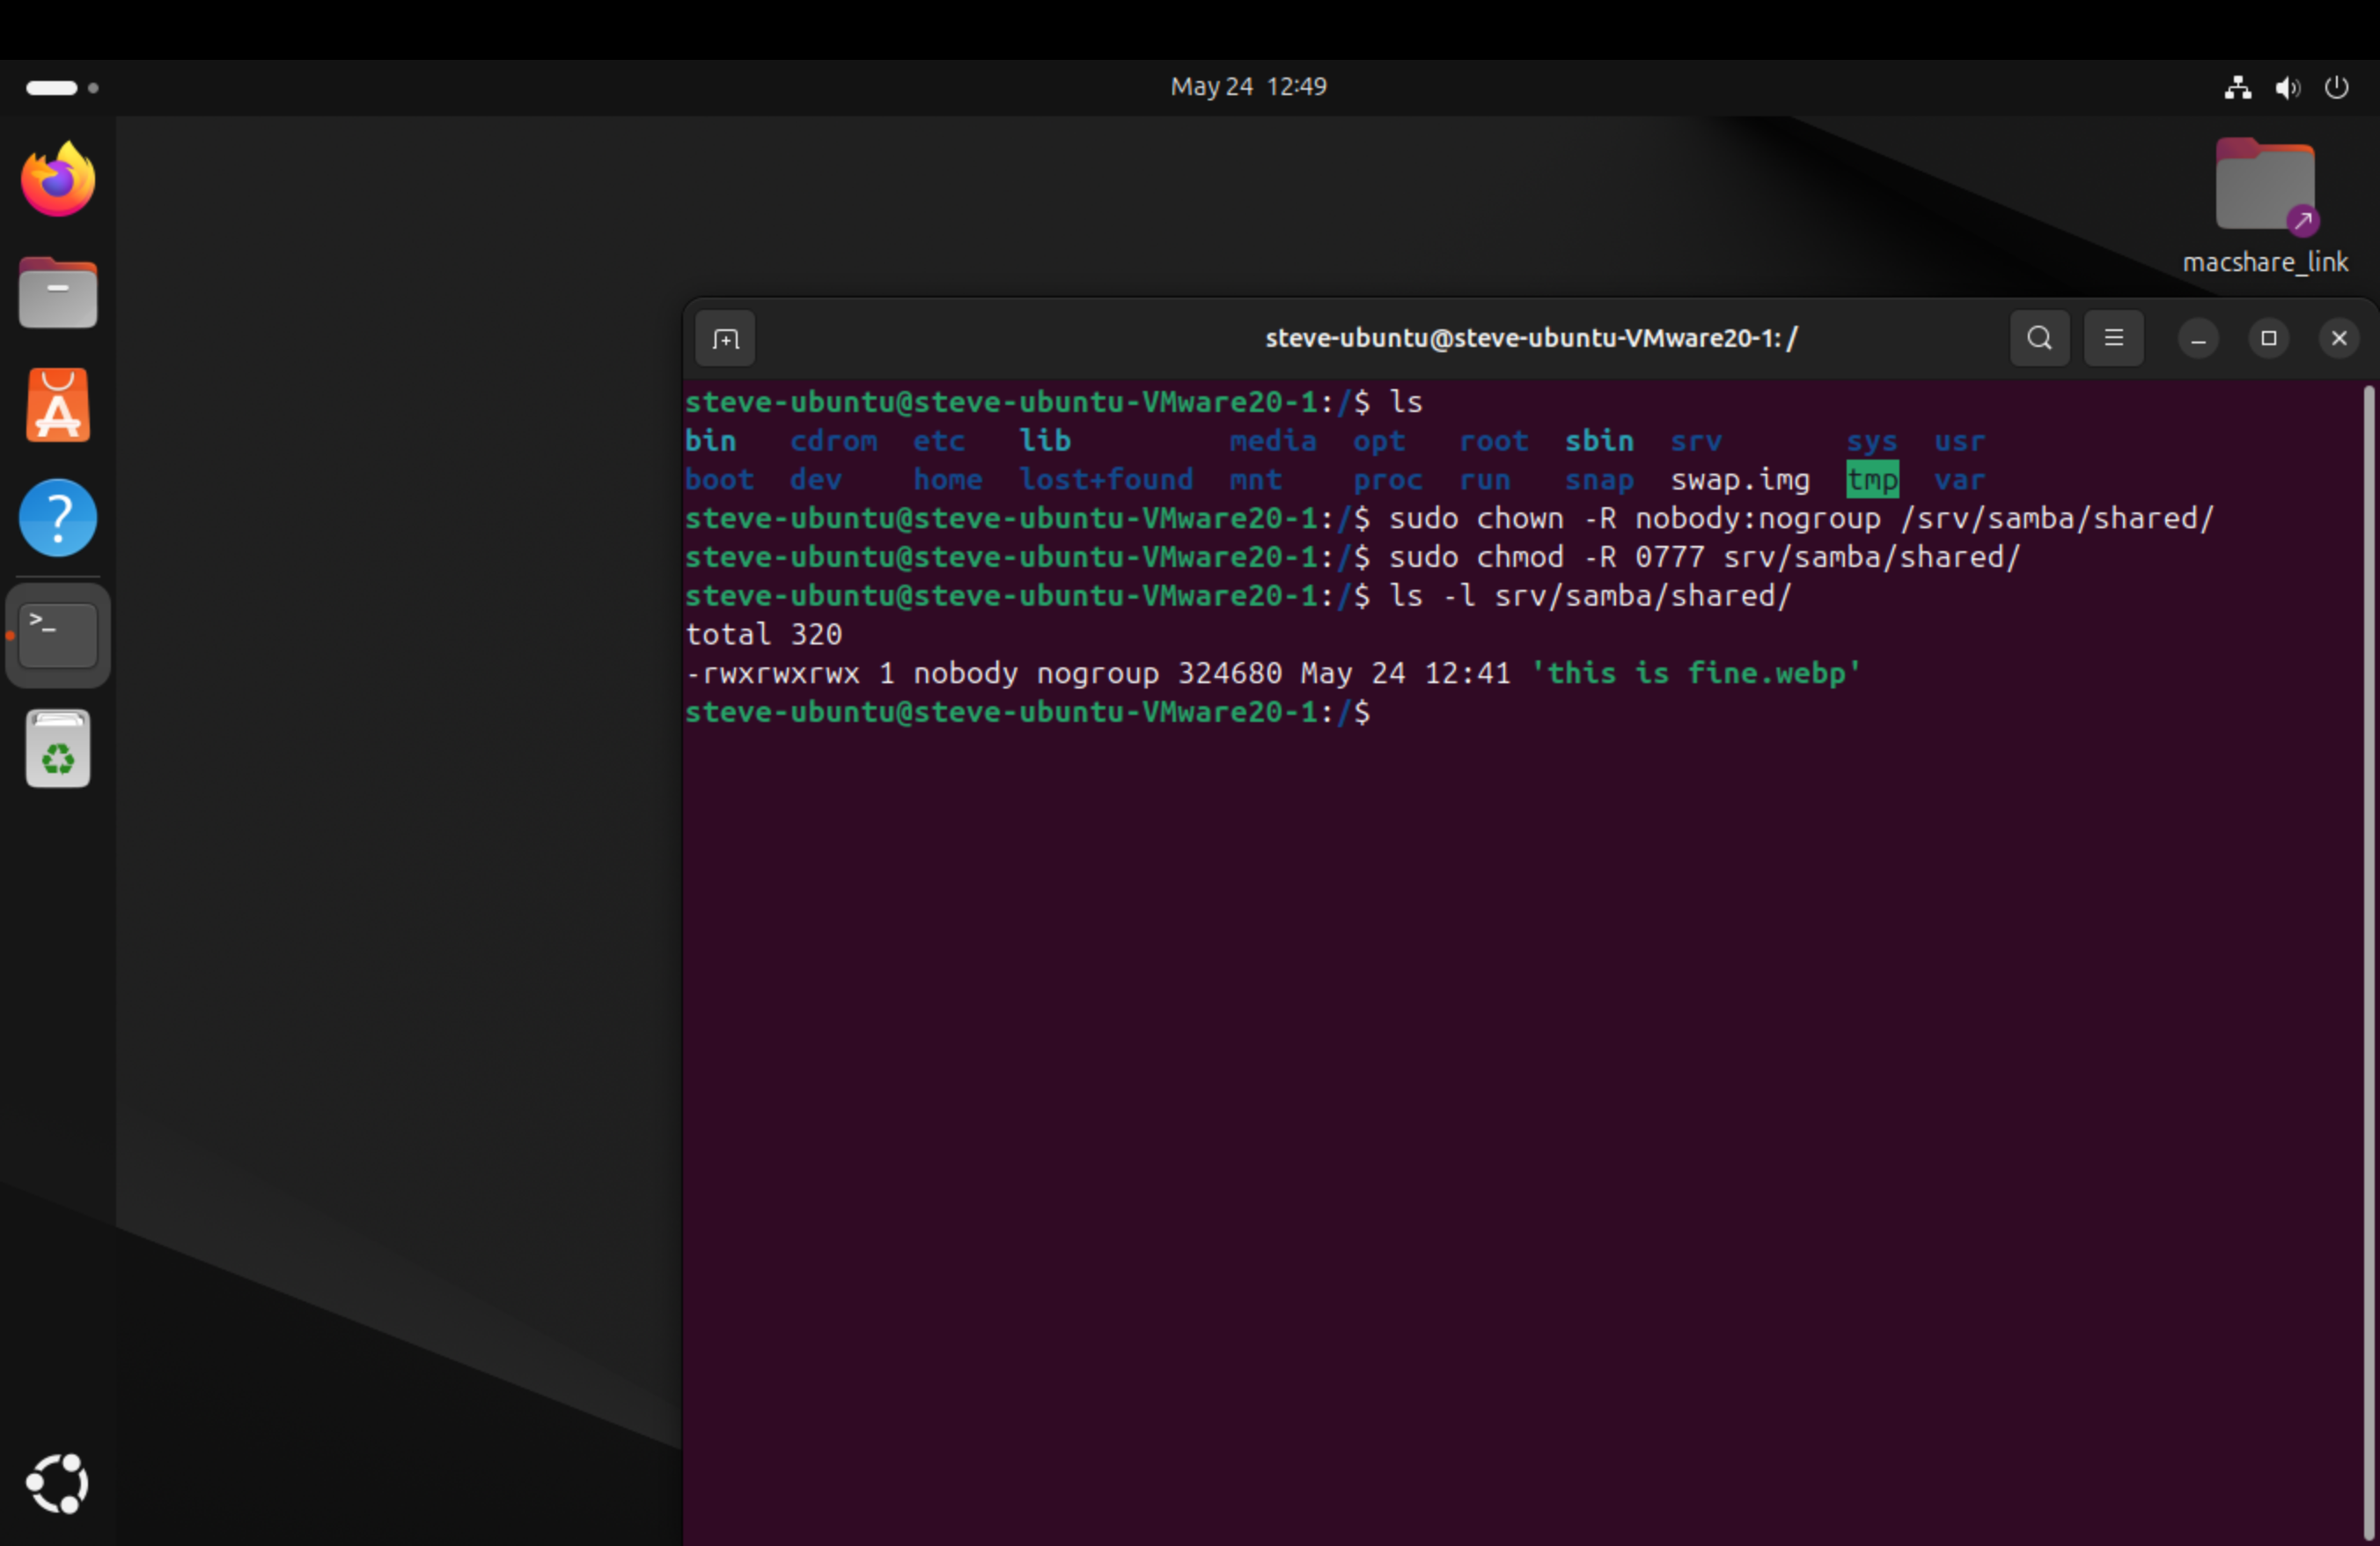 May 24 12:49
macshare_link
steve-ubuntu@steve-ubuntu-VMware20-1: /
steve-ubuntu@steve-ubuntu-VMware20-1:/$ ls
bin cdrom etc lib media opt root sbin srv sys usr
boot dev home lost+found mnt proc run snap swap.img tmp var
steve-ubuntu@steve-ubuntu-VMware20-1:/$ sudo chown -R nobody:nogroup /srv/samba/shared/
steve-ubuntu@steve-ubuntu-VMware20-1:/$ sudo chmod -R 0777 srv/samba/shared/
steve-ubuntu@steve-ubuntu-VMware20-1:/$ ls -l srv/samba/shared/
total 320
-rwxrwxrwx 1 nobody nogroup 324680 May 24 12:41 'this is fine.webp'
steve-ubuntu@steve-ubuntu-VMware20-1:/$